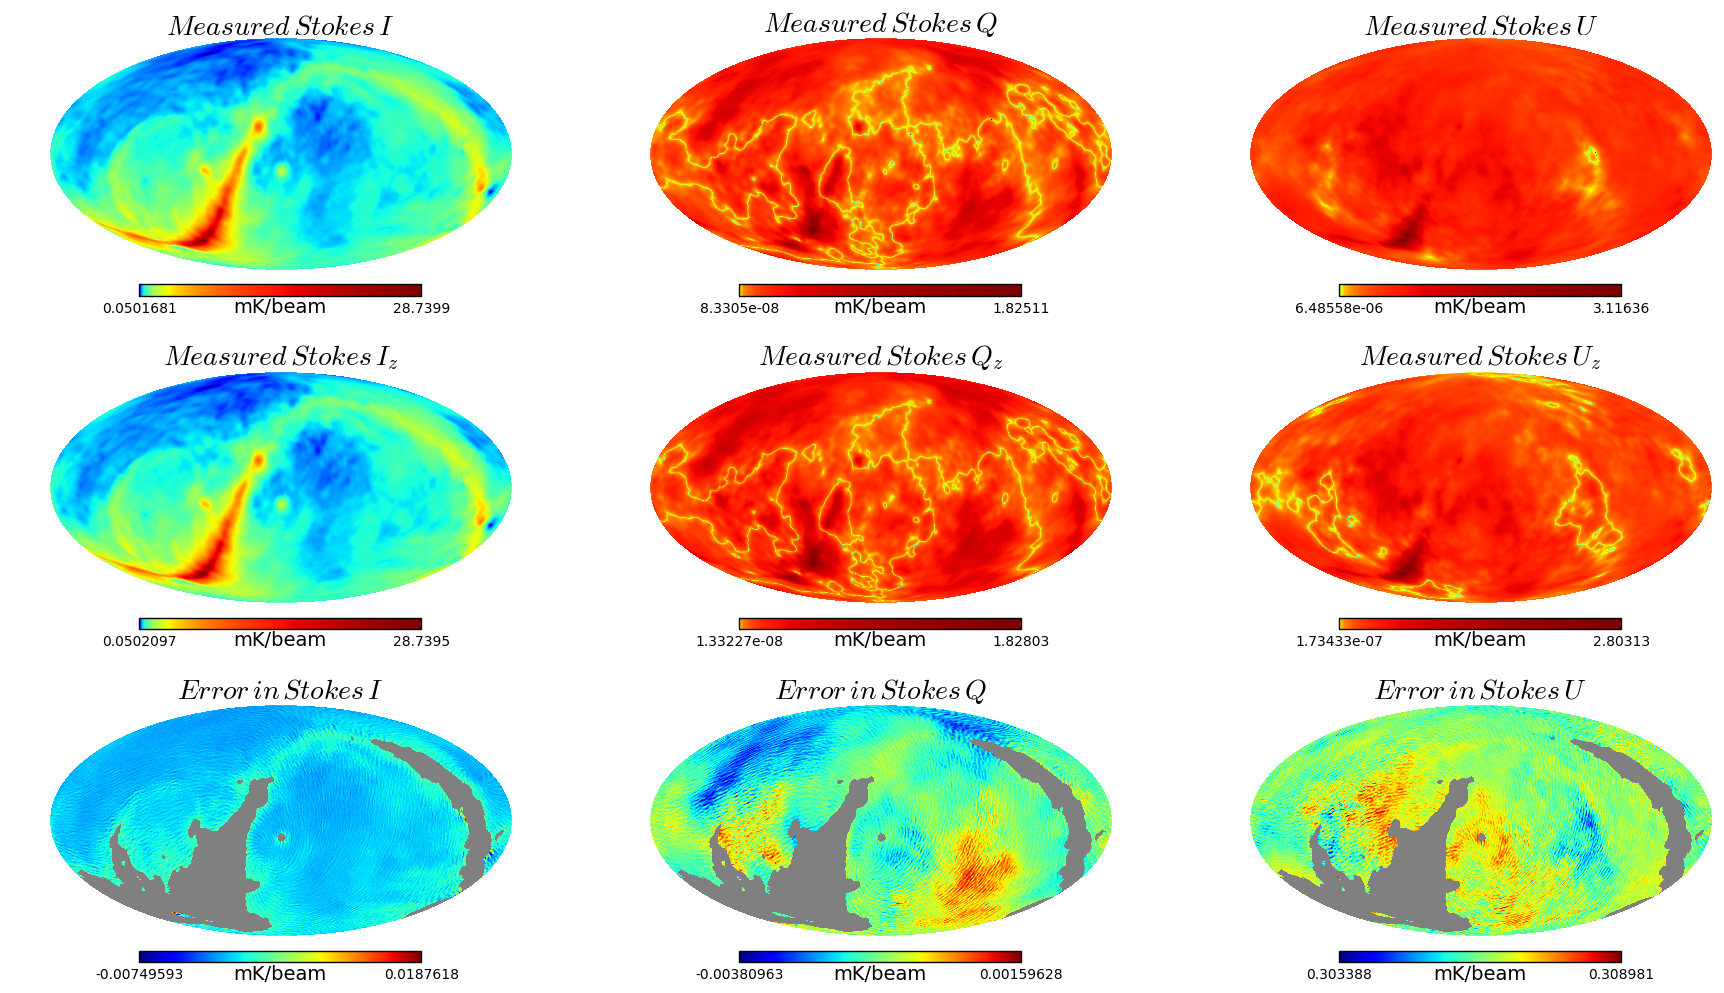 Measured Stokes I
Measured Stokes Q
Measured Stokes U
0.0501681 mK/beam 28.7399
8.3305e-08 mK/beam 1.82511
6.48558e-06 mK/beam 3.11636
Measured Stokes I_z
Measured Stokes Q_z
Measured Stokes U_z
0.0502097 mK/beam 28.7395
1.33227e-08 mK/beam 1.82803
1.73433e-07 mK/beam 2.80313
Error in Stokes I
Error in Stokes Q
Error in Stokes U
-0.00749593 mK/beam 0.0187618
-0.00380963 mK/beam 0.00159628
0.303388 mK/beam 0.308981